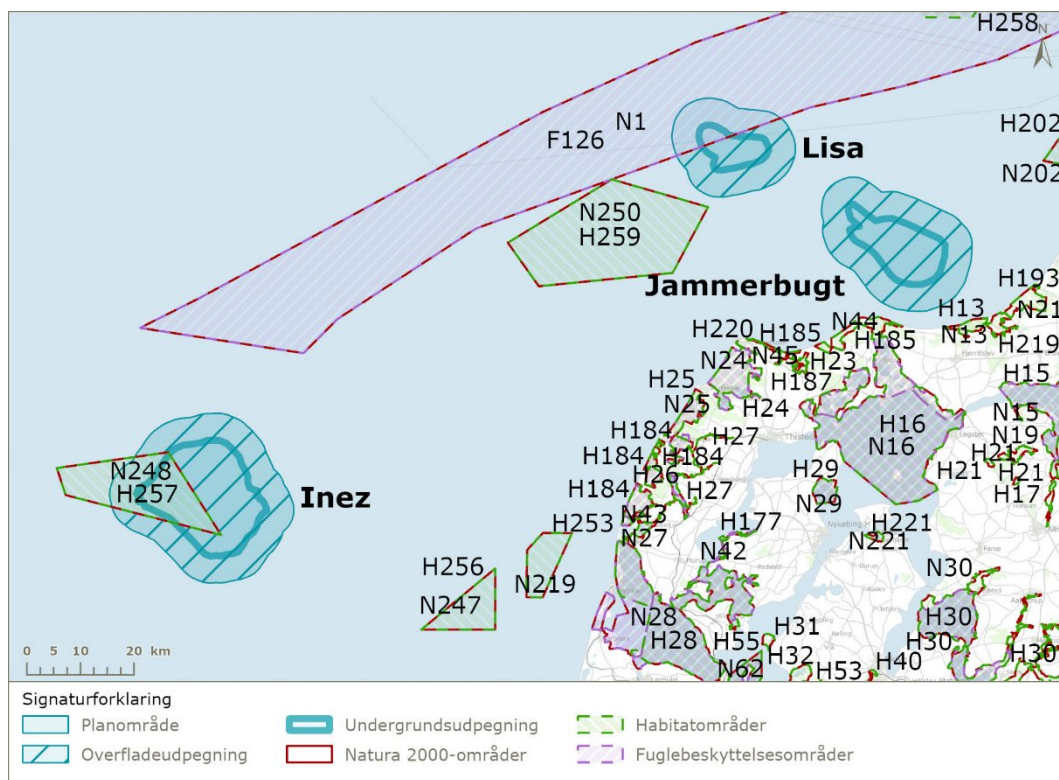 H258
N
H202
N202
N1
F126
Lisa
N250
H259
Jammerbugt
H193
N21
H13
N13
H219
H15
N44
H220
H185
H185
N45
H23
N24
H187
H25
H24
N25
Thisted
H16
N16
N15
Løgstør
N19
H184
H27
H184
H184
H26
H29
H21
H21
H21
H17
N248
H257
Inez
H184
H27
N29
N43
N27
H177
H221
N221
H253
N42
H256
N219
N30
N247
N28
H28
H30
H31
H55
H30
H30
N62
H32
H53
H40
0 5 10 20 km
Signaturforklaring
Planområde
Undergrundsudpegning
Habitatområder
Overfladeudpegning
Natura 2000-områder
Fuglebeskyttelsesområder